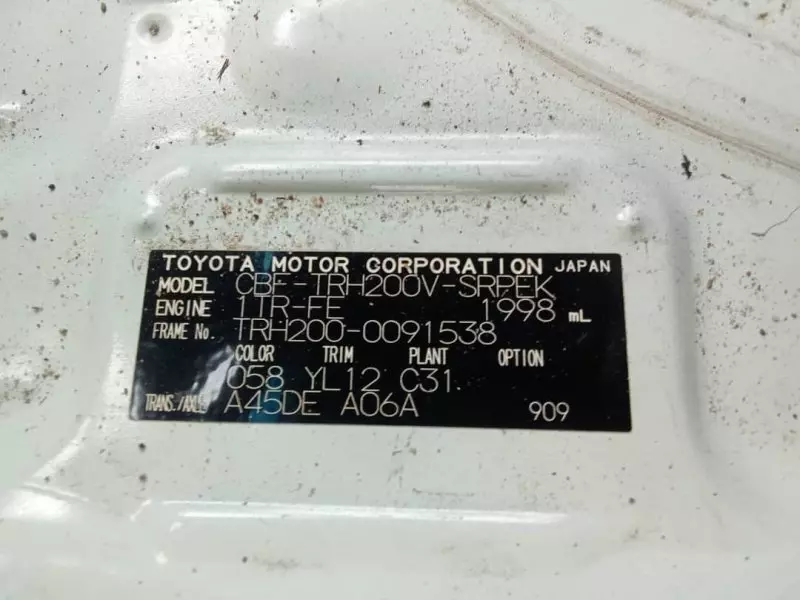 TOYOTA MOTOR CORPORATION JAPAN
MODEL CBF-TRH200V-SRPEK
ENGINE 1TR-FE 1998 mL
FRAME No. TRH200-0091538
COLOR TRIM PLANT OPTION
058 YL12 C31
TRANS./AXLE A45DE A06A 909